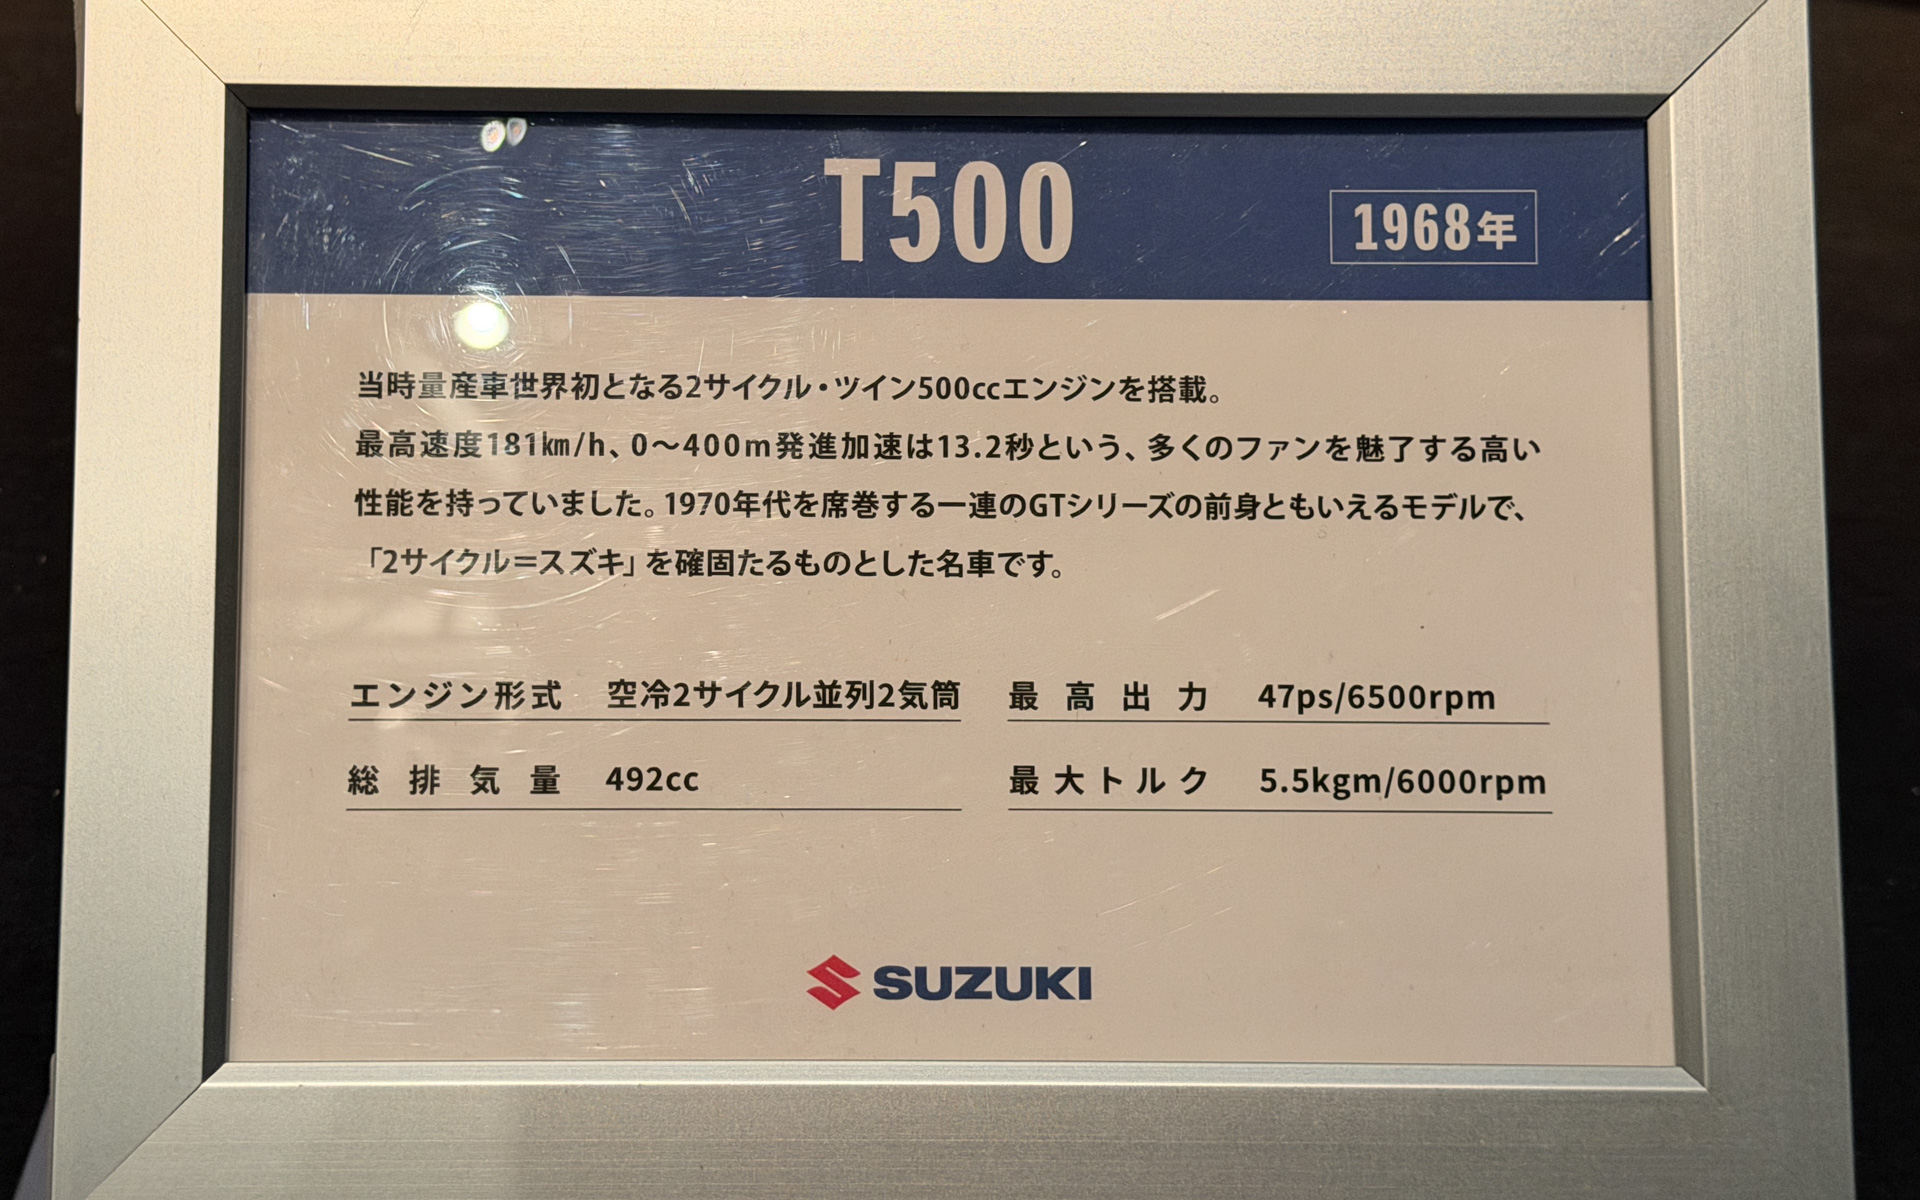 T500
1968年
当時量産車世界初となる2サイクル・ツイン500ccエンジンを搭載。
最高速度181㎞/h、0〜400m発進加速は13.2秒という、多くのファンを魅了する高い
性能を持っていました。1970年代を席巻する一連のGTシリーズの前身ともいえるモデルで、
「2サイクル＝スズキ」を確固たるものとした名車です。
エンジン形式 空冷2サイクル並列2気筒 最高出力 47ps/6500rpm
総排気量 492cc 最大トルク 5.5kgm/6000rpm
SUZUKI